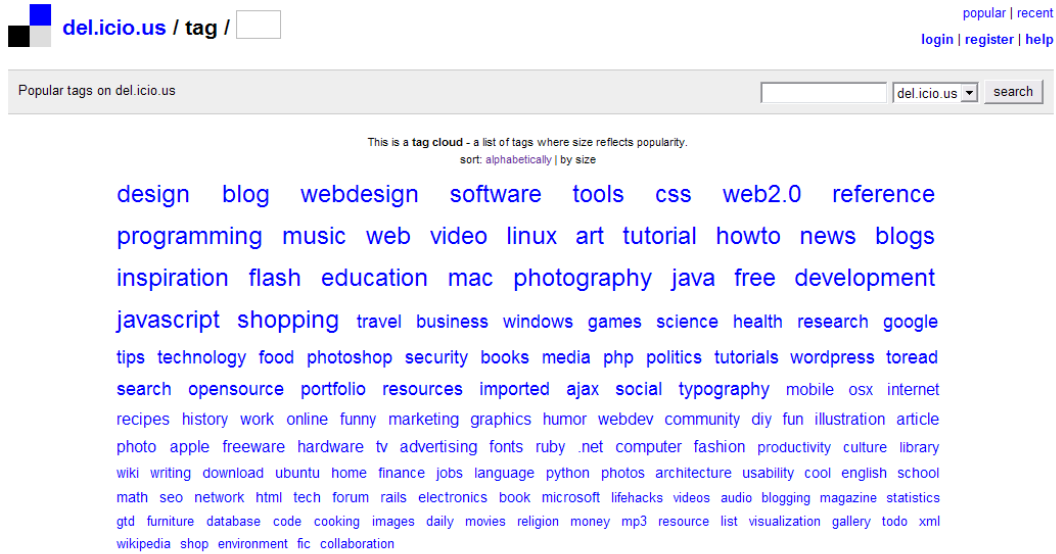 del.icio.us / tag /
popular | recent
login | register | help
Popular tags on del.icio.us
del.icio.us
search
This is a tag cloud - a list of tags where size reflects popularity.
sort: alphabetically | by size
design blog webdesign software tools css web2.0 reference
programming music web video linux art tutorial howto news blogs
inspiration flash education mac photography java free development
javascript shopping travel business windows games science health research google
tips technology food photoshop security books media php politics tutorials wordpress toread
search opensource portfolio resources imported ajax social typography mobile osx internet
recipes history work online funny marketing graphics humor webdev community diy fun illustration article
photo apple freeware hardware tv advertising fonts ruby .net computer fashion productivity culture library
wiki writing download ubuntu home finance jobs language python photos architecture usability cool english school
math seo network html tech forum rails electronics book microsoft lifehacks videos audio blogging magazine statistics
gtd furniture database code cooking images daily movies religion money mp3 resource list visualization gallery todo xml
wikipedia shop environment fic collaboration